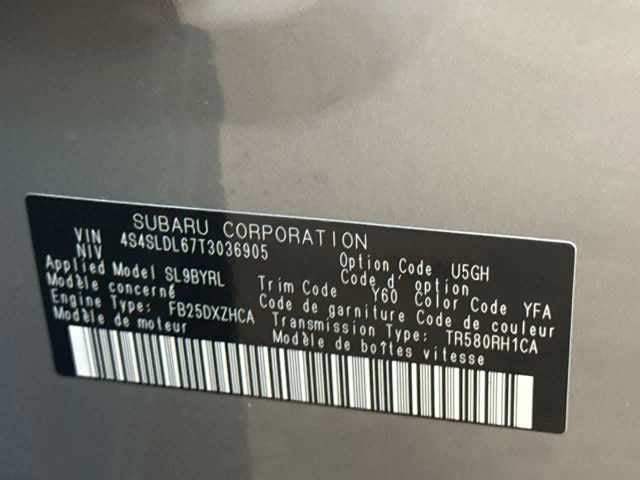 SUBARU CORPORATION
VIN
NIV 4S4SLDL67T3036905
Option Code U5GH
Code d' option
Applied Model SL9BYRL Trim Code Y60 Color Code YFA
Modèle concerné Code de garniture Code de couleur
Engine Type: FB25DXZHCA Transmission Type: TR580RH1CA
Modèle de moteur Modèle de boîtes vitesse